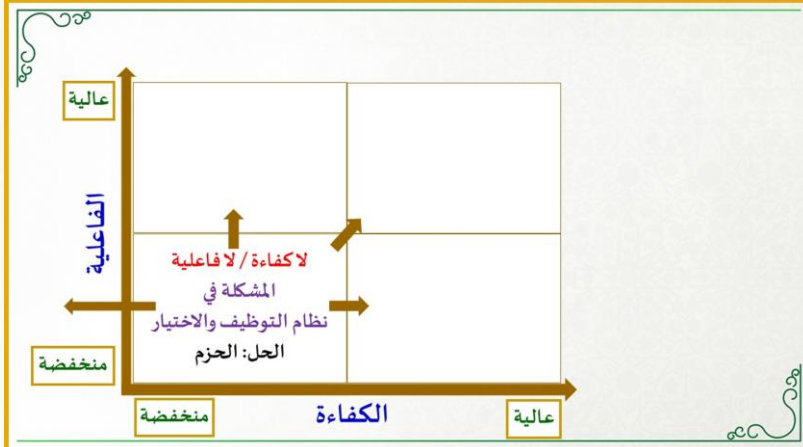 عالية
الفاعلية
لا كفاءة / لا فاعلية
المشكلة في
نظام التوظيف والاختيار
الحل: الحزم
منخفضة
منخفضة
الكفاءة
عالية